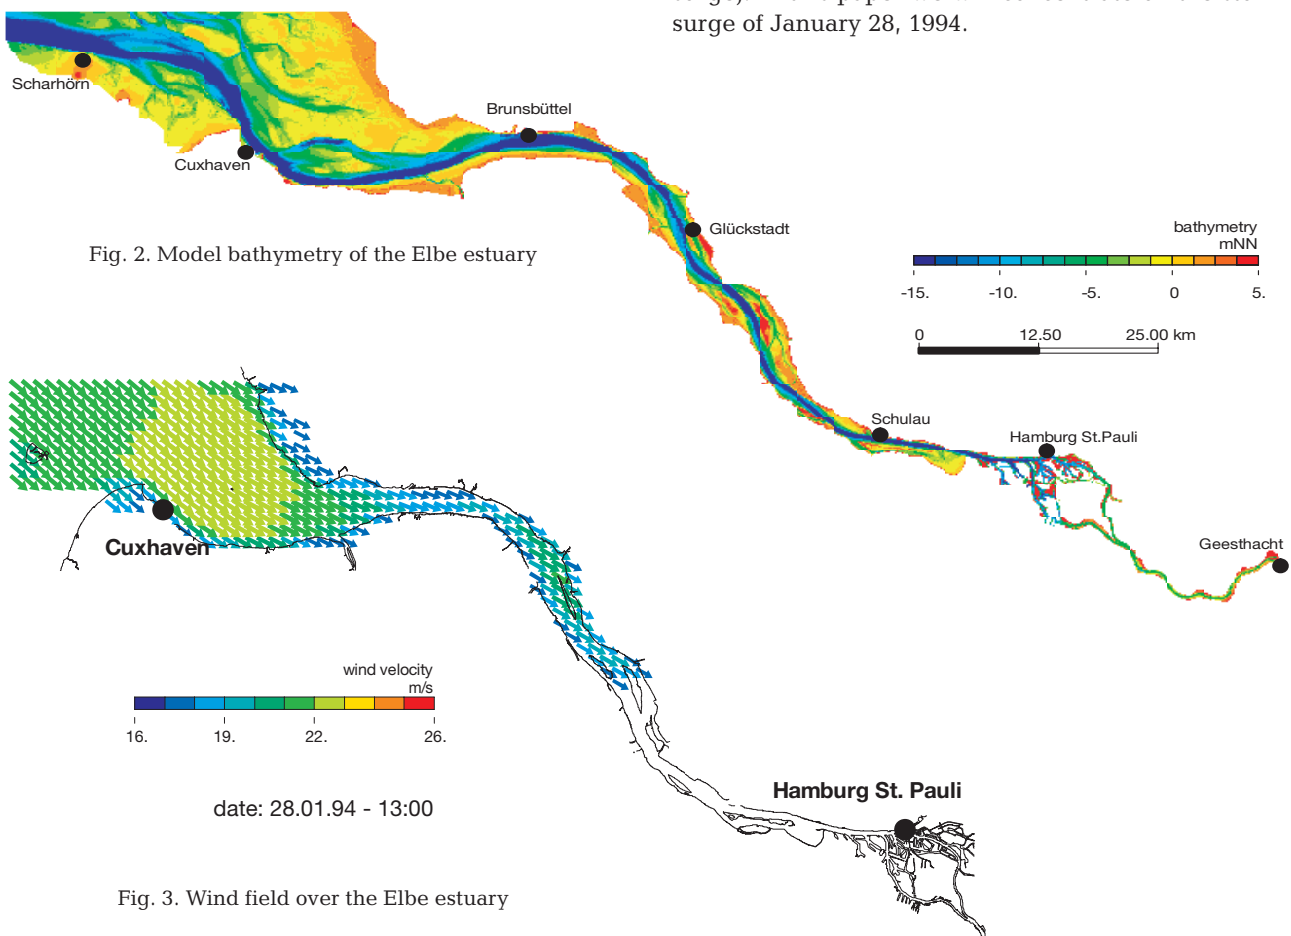 surge of January 28, 1994.
Scharhörn
Brunsbüttel
Cuxhaven
Glückstadt
Fig. 2. Model bathymetry of the Elbe estuary
bathymetry
mNN
-15. -10. -5. 0 5.
0 12.50 25.00 km
Schulau
Hamburg St.Pauli
Geesthacht
Cuxhaven
wind velocity
m/s
16. 19. 22. 26.
date: 28.01.94 - 13:00
Hamburg St. Pauli
Fig. 3. Wind field over the Elbe estuary